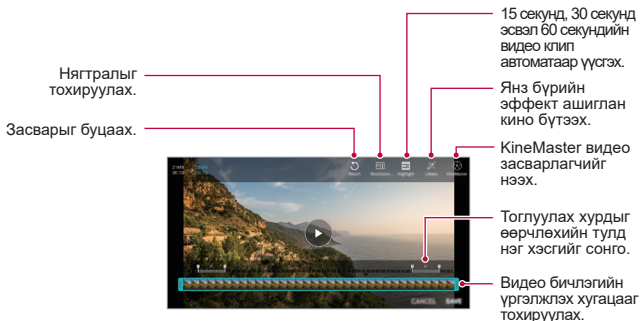 15 секунд, 30 секунд
эсвэл 60 секундийн
видео клип
автоматаар үүсгэх.
Нягтралыг
тохируулах.
Янз бүрийн
эффект ашиглан
кино бүтээх.
Засварыг буцаах.
KineMaster видео
засварлагчийг
нээх.
Тоглуулах хурдыг
өөрчлөхийн тулд
нэг хэсгийг сонго.
Видео бичлэгийн
үргэлжлэх хугацааг
тохируулах.
CANCEL SAVE